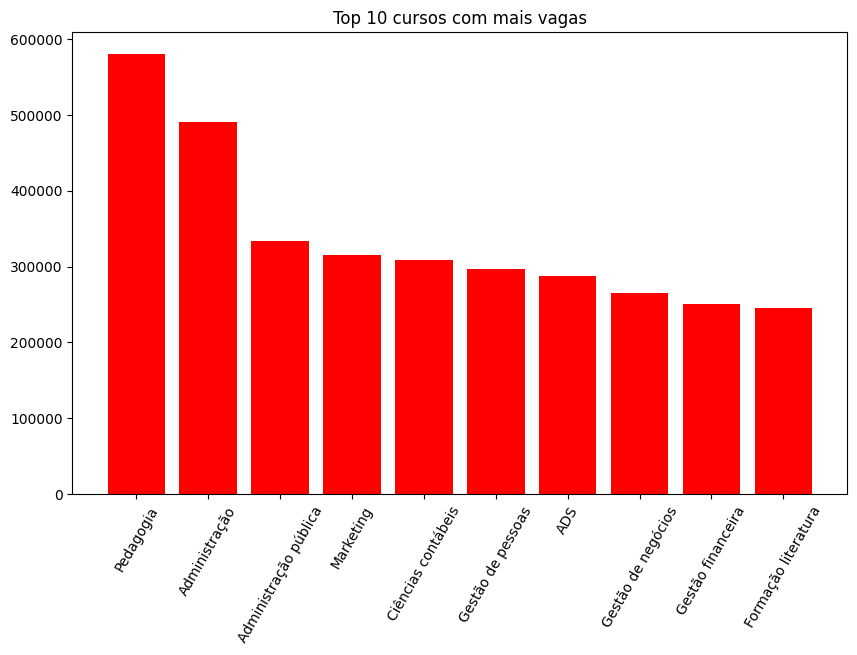 Top 10 cursos com mais vagas
600000
500000
400000
300000
200000
100000
0
Pedagogia
Administração
Administração pública
Marketing
Ciências contábeis
Gestão de pessoas
ADS
Gestão de negócios
Gestão financeira
Formação literatura